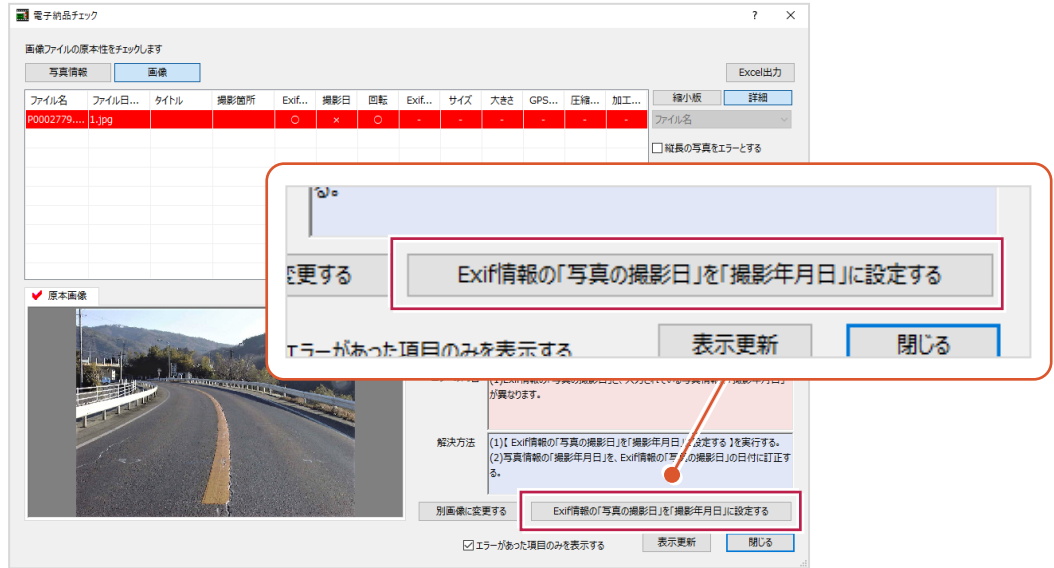 電子納品チェック
? ×
画像ファイルの原本性をチェックします
写真情報 画像 Excel出力
ファイル名 ファイル日... タイトル 撮影箇所 Exif... 撮影日 回転 Exif... サイズ 大きさ GPS... 圧縮... 加工... 縮小版 詳細
P0002779.... 1.jpg ○ × ○ - - - - - - ファイル名
縦長の写真をエラーとする
る。
変更する Exif情報の「写真の撮影日」を「撮影年月日」に設定する
エラーがあった項目のみを表示する 表示更新 閉じる
原本画像
が異なります。
解決方法 (1)【 Exif情報の「写真の撮影日」を「撮影年月日」に設定する 】を実行する。
(2)写真情報の「撮影年月日」を、Exif情報の「写真の撮影日」の日付に訂正す
る。
別画像に変更する Exif情報の「写真の撮影日」を「撮影年月日」に設定する
エラーがあった項目のみを表示する 表示更新 閉じる